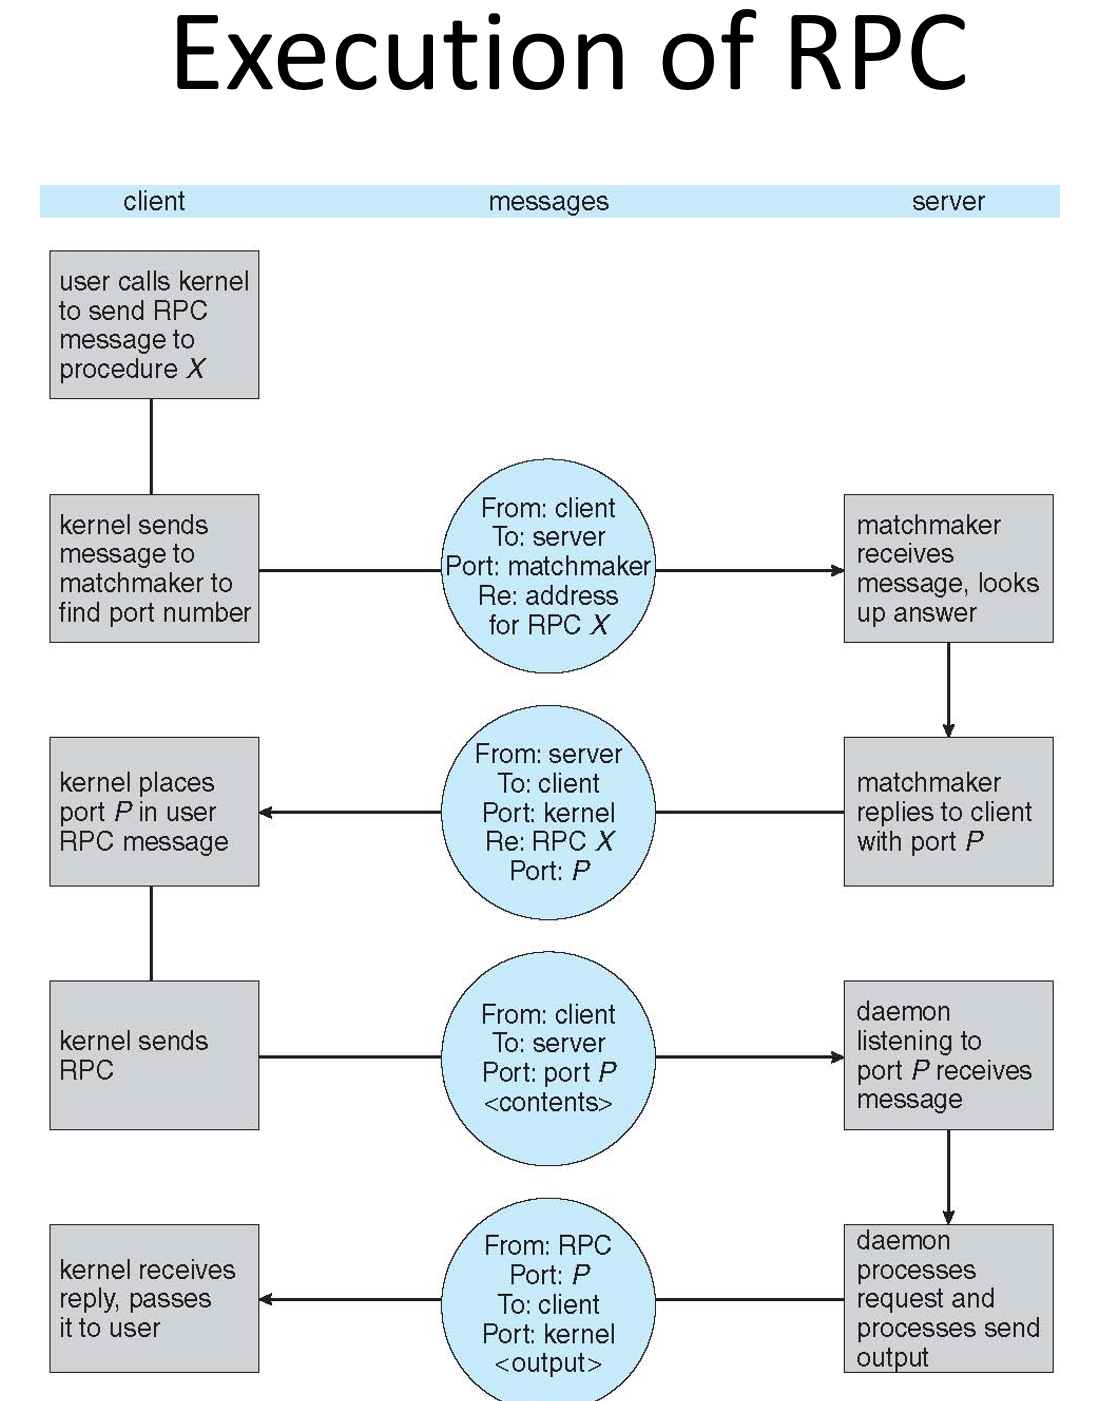 Execution of RPC
client
messages
server
user calls kernel
to send RPC
message to
procedure X
kernel sends
message to
matchmaker to
find port number
From: client
To: server
Port: matchmaker
Re: address
for RPC X
matchmaker
receives
message, looks
up answer
kernel places
port P in user
RPC message
From: server
To: client
Port: kernel
Re: RPC X
Port: P
matchmaker
replies to client
with port P
kernel sends
RPC
From: client
To: server
Port: port P
<contents>
daemon
listening to
port P receives
message
kernel receives
reply, passes
it to user
From: RPC
Port: P
To: client
Port: kernel
<output>
daemon
processes
request and
processes send
output